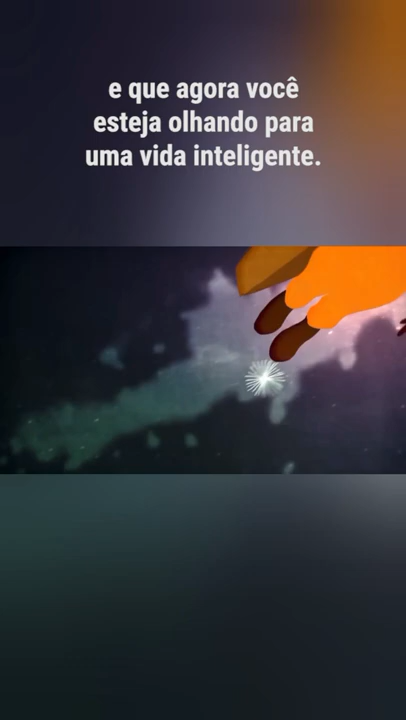 e que agora você
esteja olhando para
uma vida inteligente.